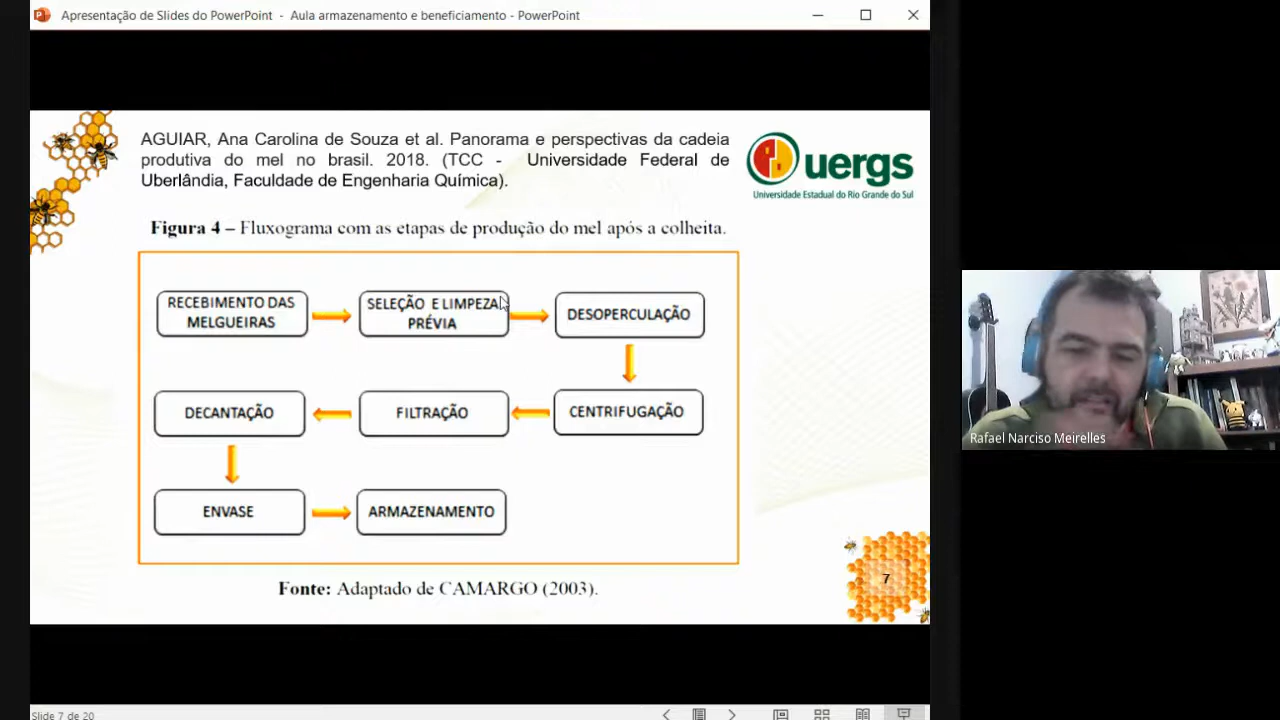 Apresentação de Slides do PowerPoint - Aula armazenamento e beneficiamento - PowerPoint
AGUIAR, Ana Carolina de Souza et al. Panorama e perspectivas da cadeia
produtiva do mel no brasil. 2018. (TCC - Universidade Federal de
Uberlândia, Faculdade de Engenharia Química).
uergs
Universidade Estadual do Rio Grande do Sul
Figura 4 – Fluxograma com as etapas de produção do mel após a colheita.
RECEBIMENTO DAS
MELGUEIRAS
SELEÇÃO E LIMPEZA
PRÉVIA
DESOPERCULAÇÃO
DECANTAÇÃO
FILTRAÇÃO
CENTRIFUGAÇÃO
ENVASE
ARMAZENAMENTO
Fonte: Adaptado de CAMARGO (2003).
7
Rafael Narciso Meirelles
Slide 7 de 20